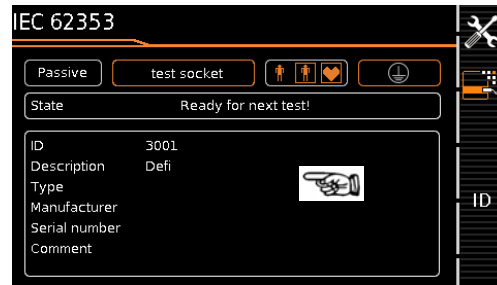 IEC 62353
Passive
test socket
State Ready for next test!
ID 3001
Description Defi
Type
Manufacturer
Serial number
Comment
ID